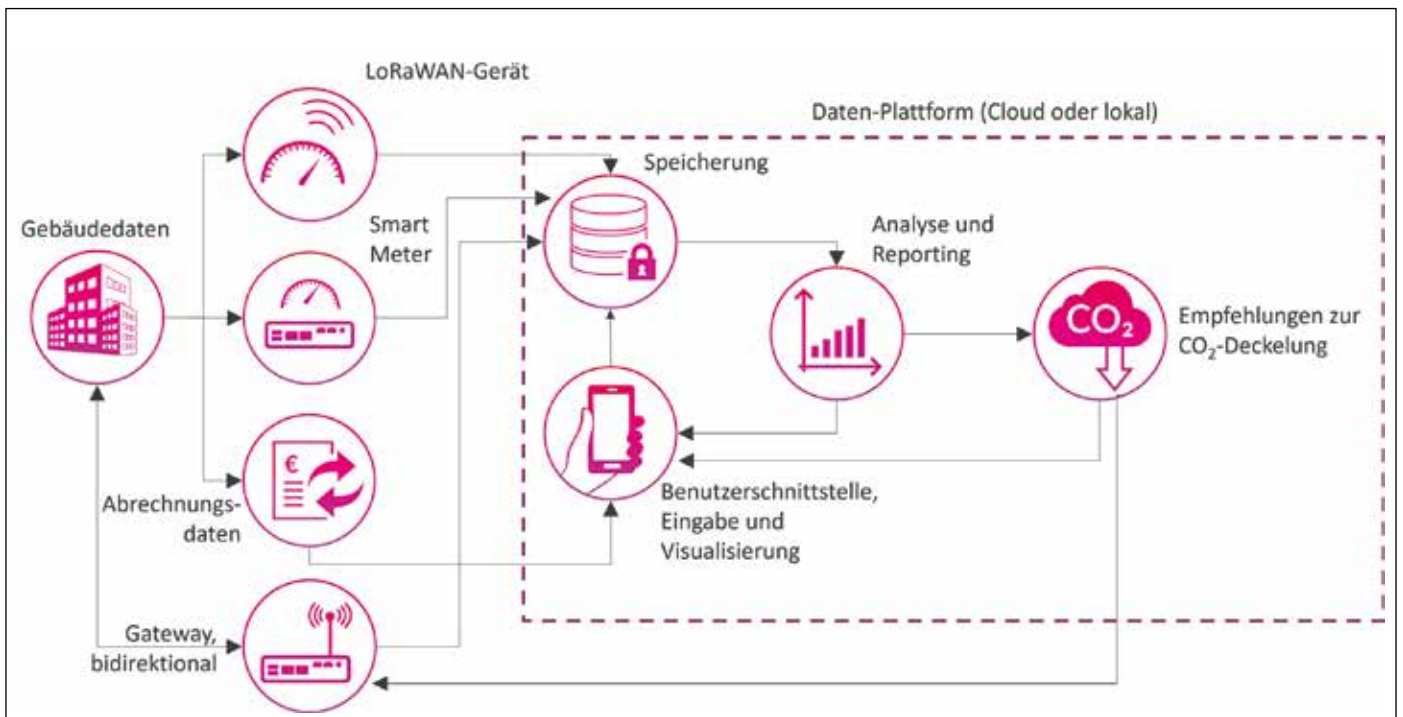 LoRaWAN-Gerät
Daten-Plattform (Cloud oder lokal)
Speicherung
Gebäudedaten
Smart
Meter
Analyse und
Reporting
CO₂
Empfehlungen zur
CO₂-Deckelung
€
Abrechnungs-
daten
Benutzerschnittstelle,
Eingabe und
Visualisierung
Gateway,
bidirektional